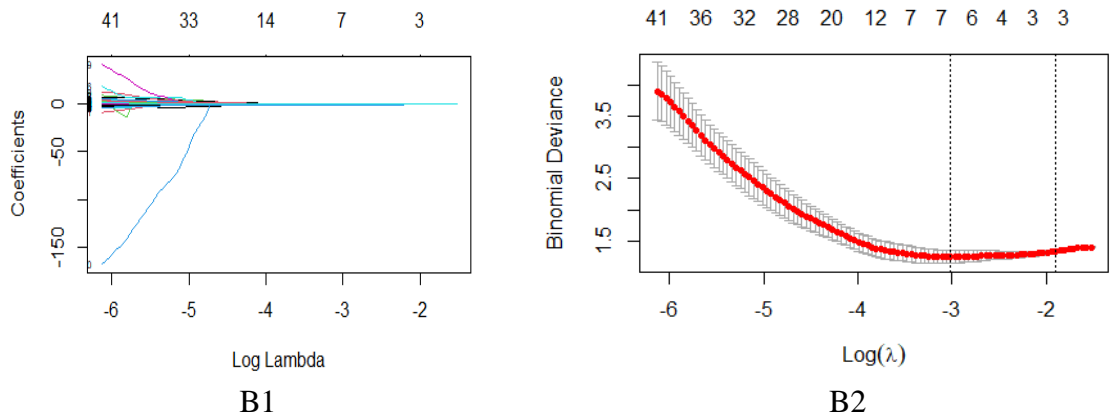 41 33 14 7 3
Coefficients
0
-50
-150
-6 -5 -4 -3 -2
Log Lambda
B1
41 36 32 28 20 12 7 7 6 4 3 3
Binomial Deviance
3.5
2.5
1.5
-6 -5 -4 -3 -2
Log(λ)
B2